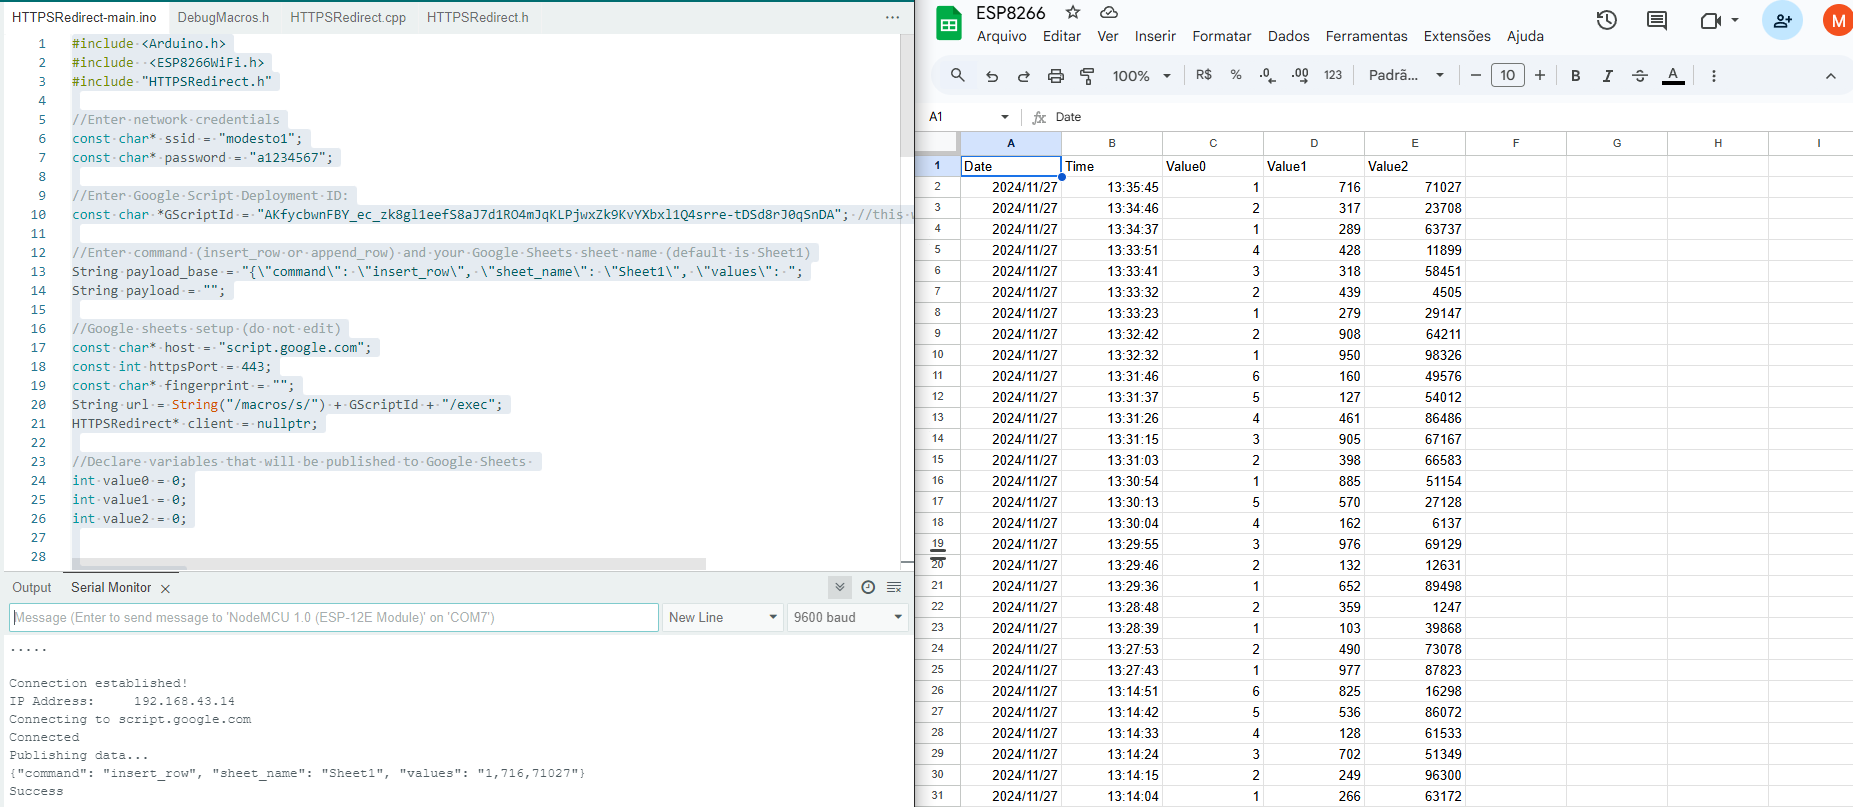 HTTPSRedirect-main.ino DebugMacros.h HTTPSRedirect.cpp HTTPSRedirect.h
1 #include <Arduino.h>
2 #include  <ESP8266WiFi.h>
3 #include "HTTPSRedirect.h"
4
5 //Enter network credentials
6 const char* ssid = "modesto1";
7 const char* password = "a1234567";
8
9 //Enter Google Script Deployment ID:
10 const char *GScriptId = "AKfycbwnFBY_ec_zk8gl1eefS8aJ7d1RO4mJqKLPjwxZk9KvYXbxl1Q4srre-tDSd8rJ0qSnDA"; //this
11
12 //Enter command (insert_row or append_row) and your Google Sheets sheet name (default is Sheet1)
13 String payload_base = "{\"command\": \"insert_row\", \"sheet_name\": \"Sheet1\", \"values\": ";
14 String payload = "";
15
16 //Google sheets setup (do not edit)
17 const char* host = "script.google.com";
18 const int httpsPort = 443;
19 const char* fingerprint = "";
20 String url = String("/macros/s/") + GScriptId + "/exec";
21 HTTPSRedirect* client = nullptr;
22
23 //Declare variables that will be published to Google Sheets
24 int value0 = 0;
25 int value1 = 0;
26 int value2 = 0;
27
28
Output Serial Monitor
Message (Enter to send message to 'NodeMCU 1.0 (ESP-12E Module)' on 'COM7') New Line 9600 baud
.....
Connection established!
IP Address: 192.168.43.14
Connecting to script.google.com
Connected
Publishing data...
{"command": "insert_row", "sheet_name": "Sheet1", "values": "1,716,71027"}
Success
ESP8266 M
Arquivo Editar Ver Inserir Formatar Dados Ferramentas Extensões Ajuda
100% R$ % .0 .00 123 Padrã... 10 B I A
A1 fx Date
A B C D E F G H I
1 Date Time Value0 Value1 Value2
2 2024/11/27 13:35:45 1 716 71027
3 2024/11/27 13:34:46 2 317 23708
4 2024/11/27 13:34:37 1 289 63737
5 2024/11/27 13:33:51 4 428 11899
6 2024/11/27 13:33:41 3 318 58451
7 2024/11/27 13:33:32 2 439 4505
8 2024/11/27 13:33:23 1 279 29147
9 2024/11/27 13:32:42 2 908 64211
10 2024/11/27 13:32:32 1 950 98326
11 2024/11/27 13:31:46 6 160 49576
12 2024/11/27 13:31:37 5 127 54012
13 2024/11/27 13:31:26 4 461 86486
14 2024/11/27 13:31:15 3 905 67167
15 2024/11/27 13:31:03 2 398 66583
16 2024/11/27 13:30:54 1 885 51154
17 2024/11/27 13:30:13 5 570 27128
18 2024/11/27 13:30:04 4 162 6137
19 2024/11/27 13:29:55 3 976 69129
20 2024/11/27 13:29:46 2 132 12631
21 2024/11/27 13:29:36 1 652 89498
22 2024/11/27 13:28:48 2 359 1247
23 2024/11/27 13:28:39 1 103 39868
24 2024/11/27 13:27:53 2 490 73078
25 2024/11/27 13:27:43 1 977 87823
26 2024/11/27 13:14:51 6 825 16298
27 2024/11/27 13:14:42 5 536 86072
28 2024/11/27 13:14:33 4 128 61533
29 2024/11/27 13:14:24 3 702 51349
30 2024/11/27 13:14:15 2 249 96300
31 2024/11/27 13:14:04 1 266 63172